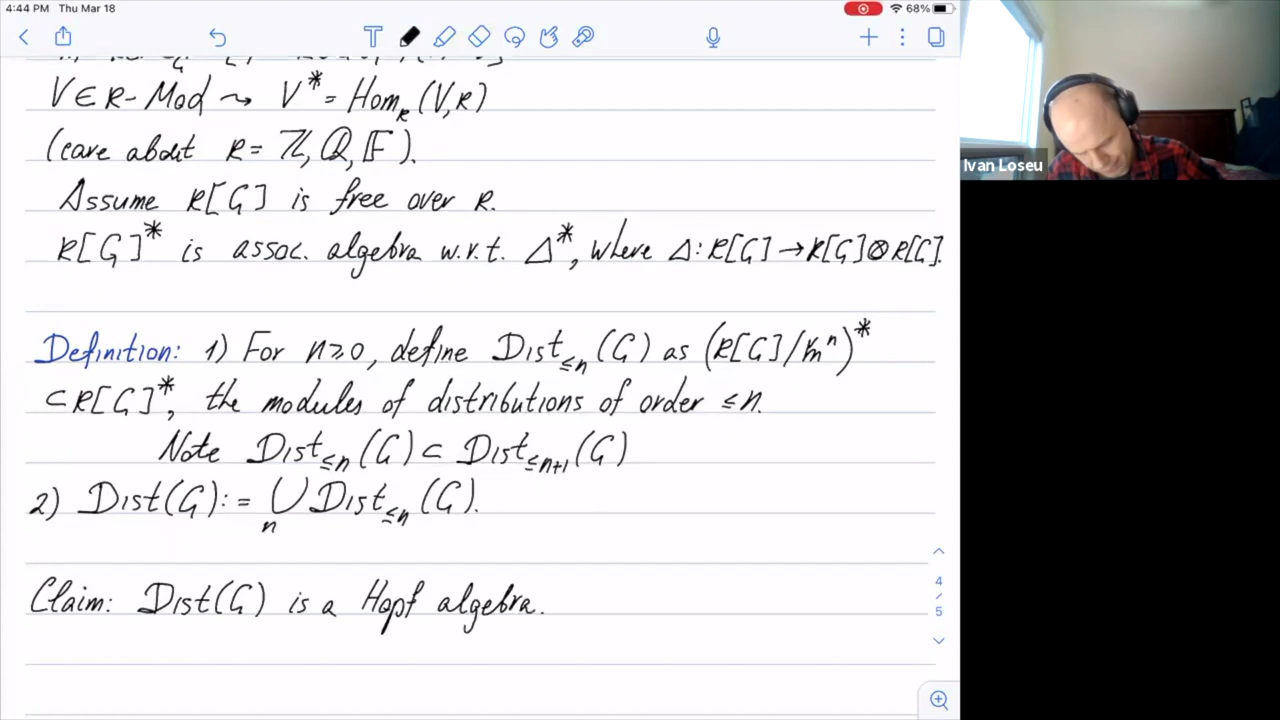 4:44 PM Thu Mar 18
68%
V ∈ R-Mod ⇝ V* = Hom_R(V,R)
(care about R = ℤ, ℚ, 𝔽).
Assume R[G] is free over R.
R[G]* is assoc. algebra w.r.t. Δ*, where Δ: R[G] → R[G]⊗R[G].
Definition: 1) For n≥0, define Dist_≤n(G) as (R[G]/m^n)*
⊂ R[G]*, the modules of distributions of order ≤n.
Note Dist_≤n(G) ⊂ Dist_≤n+1(G)
2) Dist(G) := ∪_n Dist_≤n(G).
Claim: Dist(G) is a Hopf algebra.
4/5
Ivan Loseu